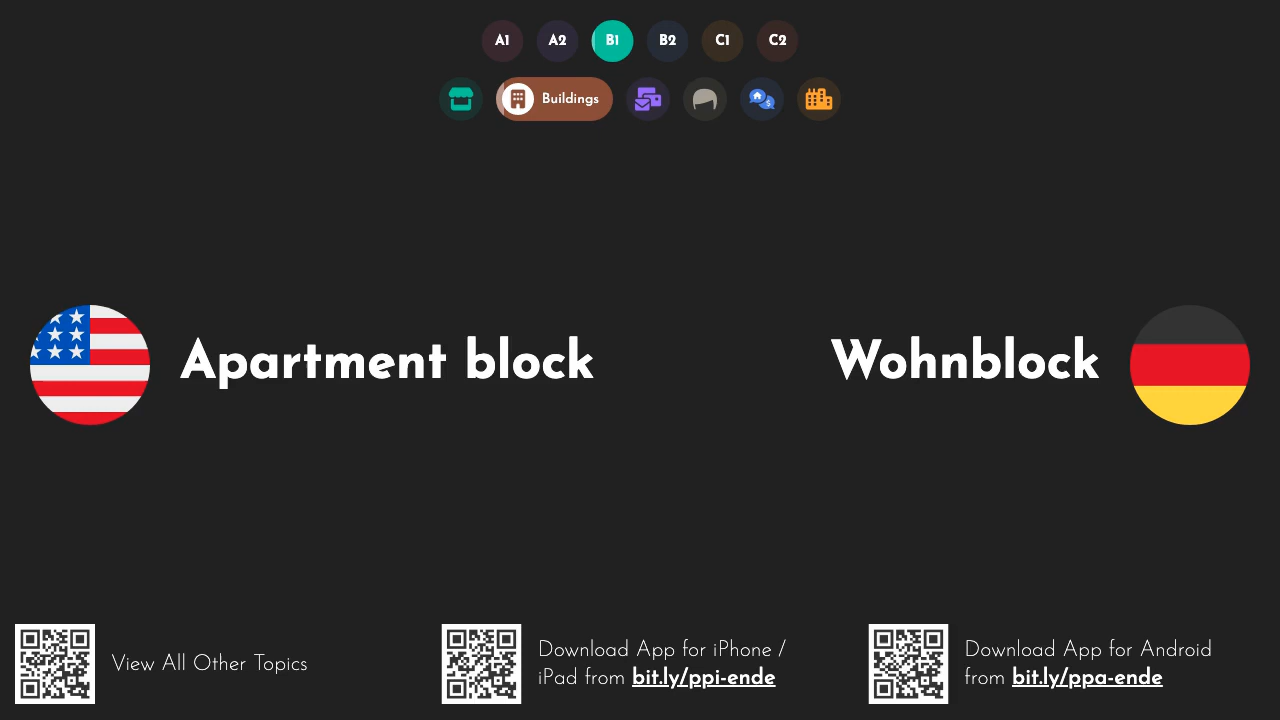 A1 A2 B1 B2 C1 C2
Buildings
Apartment block
Wohnblock
View All Other Topics
Download App for iPhone /
iPad from bit.ly/ppi-ende
Download App for Android
from bit.ly/ppa-ende